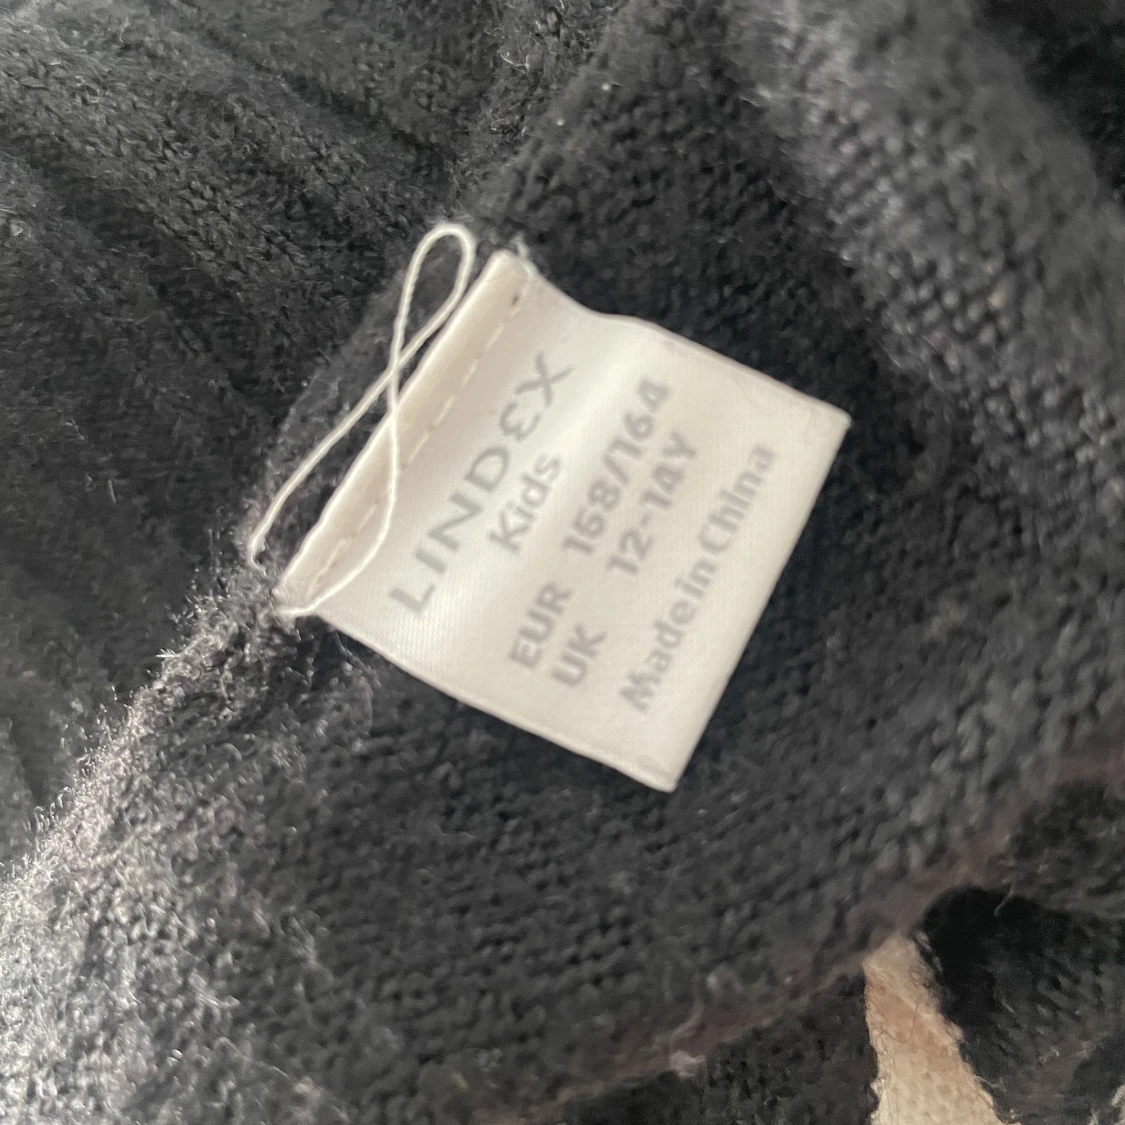 LINDEX
Kids
EUR 158/164
UK 12-14Y
Made in China